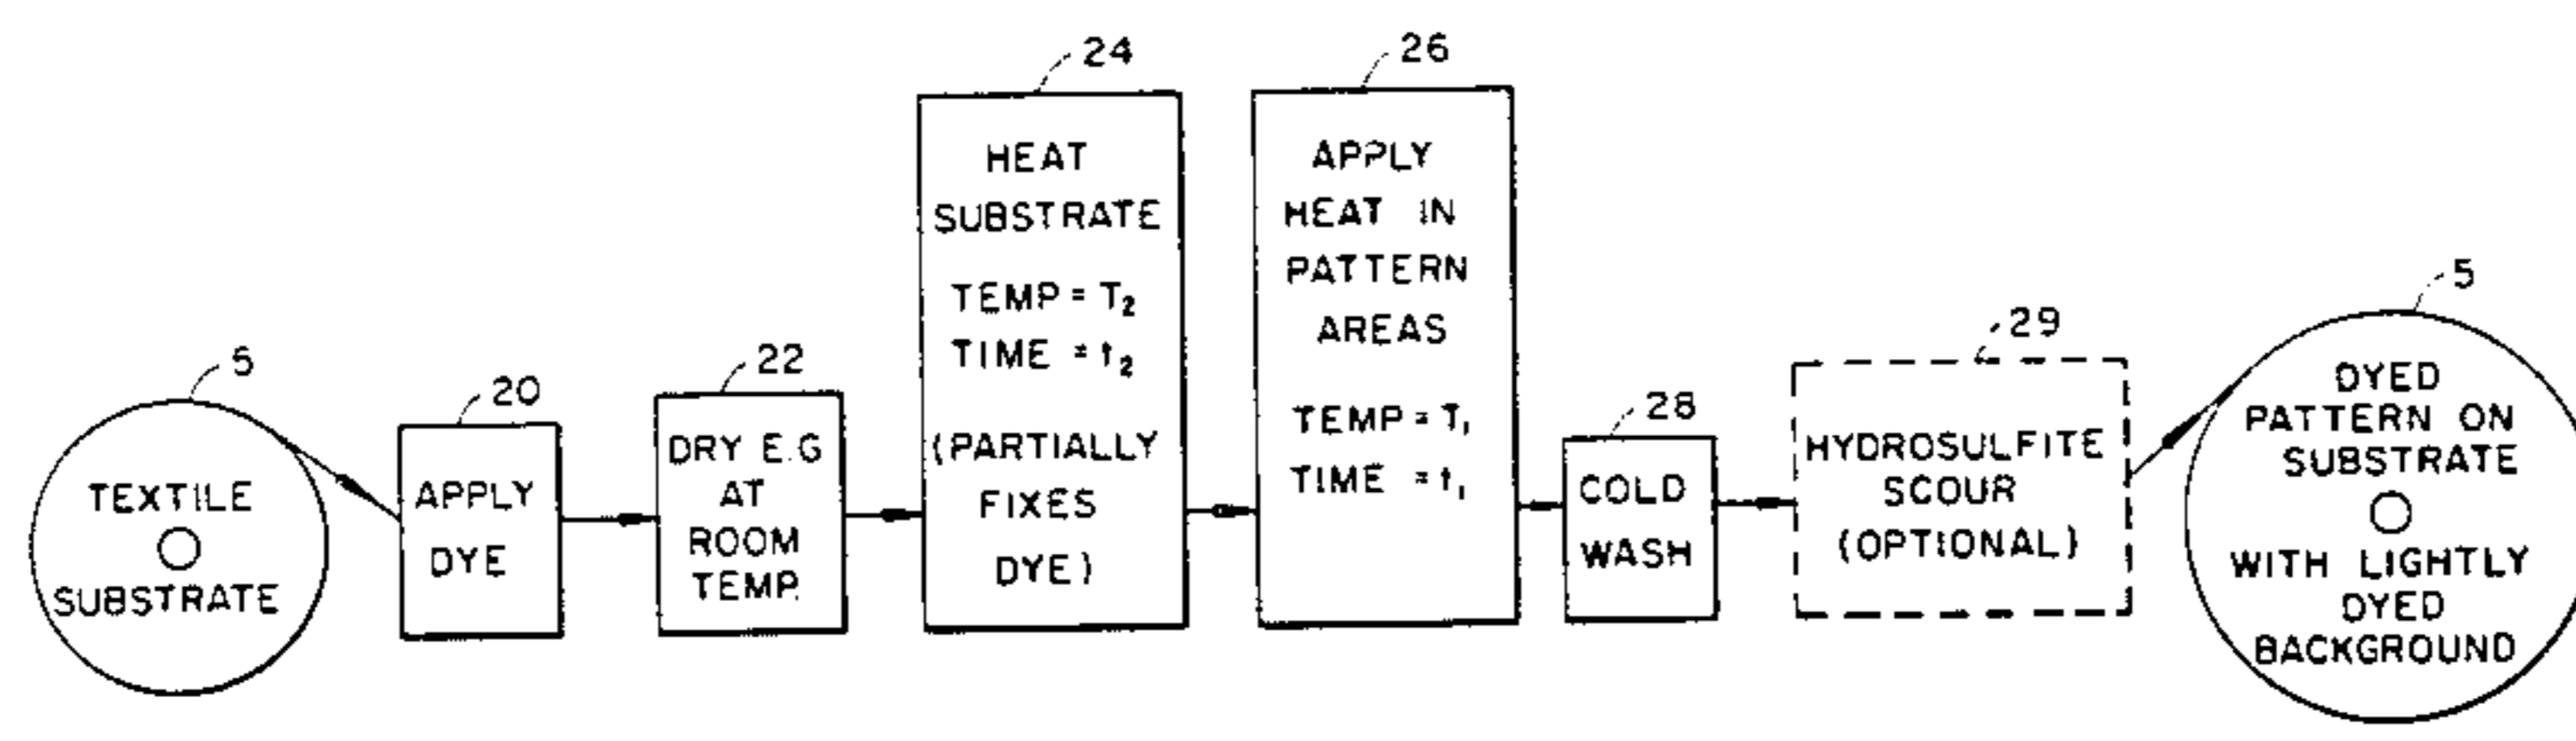 5
TEXTILE
SUBSTRATE
20
APPLY
DYE
22
DRY E.G
AT
ROOM
TEMP.
24
HEAT
SUBSTRATE
TEMP = T₂
TIME = t₂
(PARTIALLY
FIXES
DYE)
26
APPLY
HEAT IN
PATTERN
AREAS
TEMP = T₁
TIME = t₁
28
COLD
WASH
29
HYDROSULFITE
SCOUR
(OPTIONAL)
5
DYED
PATTERN ON
SUBSTRATE
WITH LIGHTLY
DYED
BACKGROUND